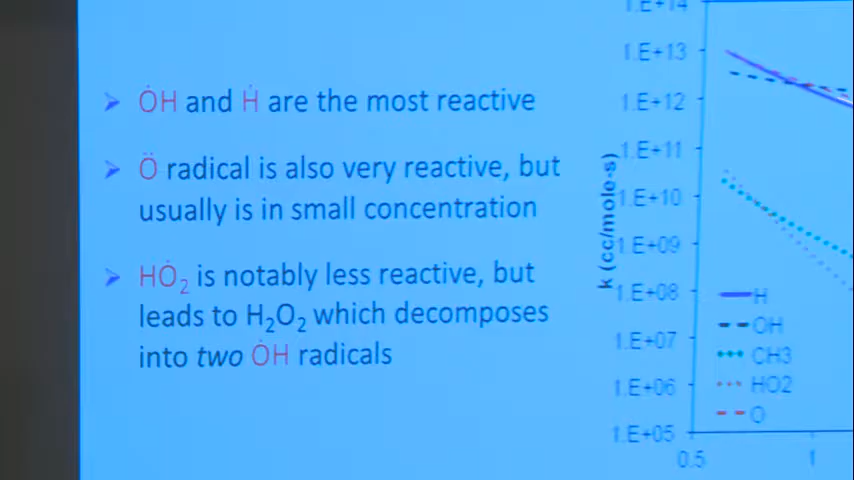 ➢ ȮH and Ḣ are the most reactive
➢ Ö radical is also very reactive, but
usually is in small concentration
➢ HȮ₂ is notably less reactive, but
leads to H₂O₂ which decomposes
into two ȮH radicals
1.E+14
1.E+13
1.E+12
1.E+11
1.E+10
1.E+09
1.E+08
1.E+07
1.E+06
1.E+05
k (cc/mole-s)
H
OH
CH3
HO2
O
0.5
1